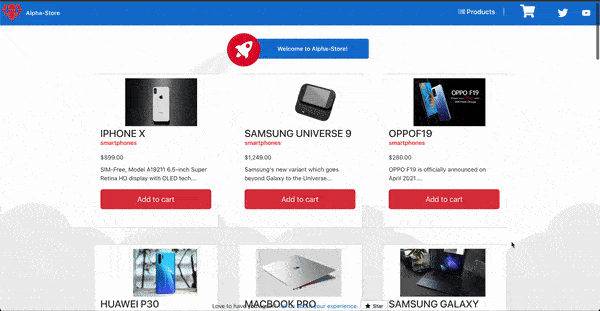 Alpha-Store
Products
Welcome to Alpha-Store!
IPHONE X
smartphones
$899.00
SIM-Free, Model A19211 6.5-inch Super
Retina HD display with OLED tech....
Add to cart
SAMSUNG UNIVERSE 9
smartphones
$1,249.00
Samsung's new variant which goes
beyond Galaxy to the Universe...
Add to cart
OPPO F19
OPPOF19
smartphones
$280.00
OPPO F19 is officially announced on
April 2021....
Add to cart
HUAWEI P30
MACBOOK PRO
SAMSUNG GALAXY
Love to have your
about your experience.
Star